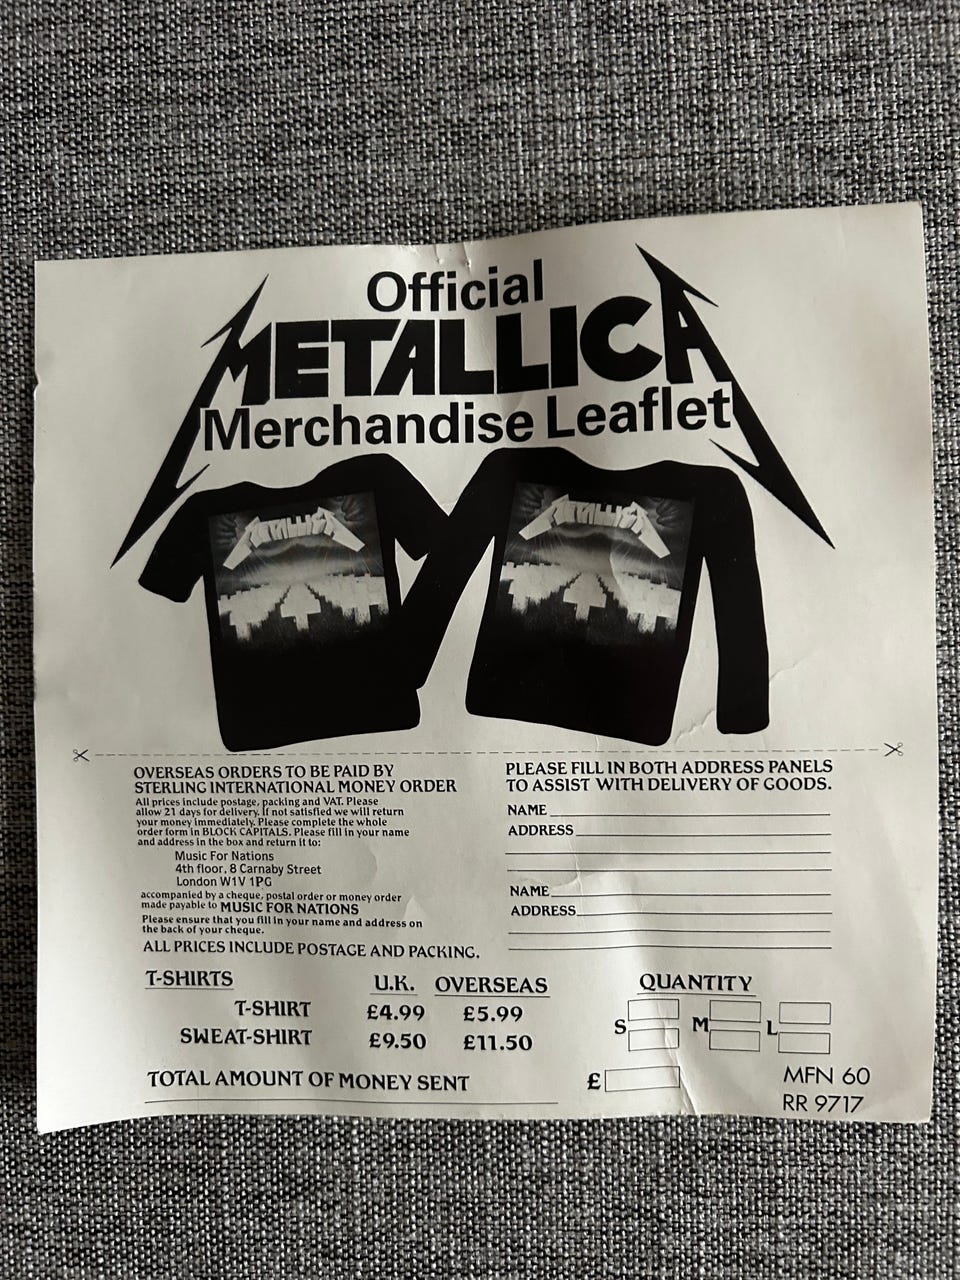 Official
METALLICA
Merchandise Leaflet
METALLICA
METALLICA
OVERSEAS ORDERS TO BE PAID BY
STERLING INTERNATIONAL MONEY ORDER
All prices include postage, packing and VAT. Please
allow 21 days for delivery. If not satisfied we will return
your money immediately. Please complete the whole
order form in BLOCK CAPITALS. Please fill in your name
and address in the box and return it to:
Music For Nations
4th floor, 8 Carnaby Street
London W1V 1PG
accompanied by a cheque, postal order or money order
made payable to MUSIC FOR NATIONS
Please ensure that you fill in your name and address on
the back of your cheque.
ALL PRICES INCLUDE POSTAGE AND PACKING.
PLEASE FILL IN BOTH ADDRESS PANELS
TO ASSIST WITH DELIVERY OF GOODS.
NAME
ADDRESS
NAME
ADDRESS
T-SHIRTS U.K. OVERSEAS QUANTITY
T-SHIRT £4.99 £5.99
SWEAT-SHIRT £9.50 £11.50
S M L
TOTAL AMOUNT OF MONEY SENT £
MFN 60
RR 9717